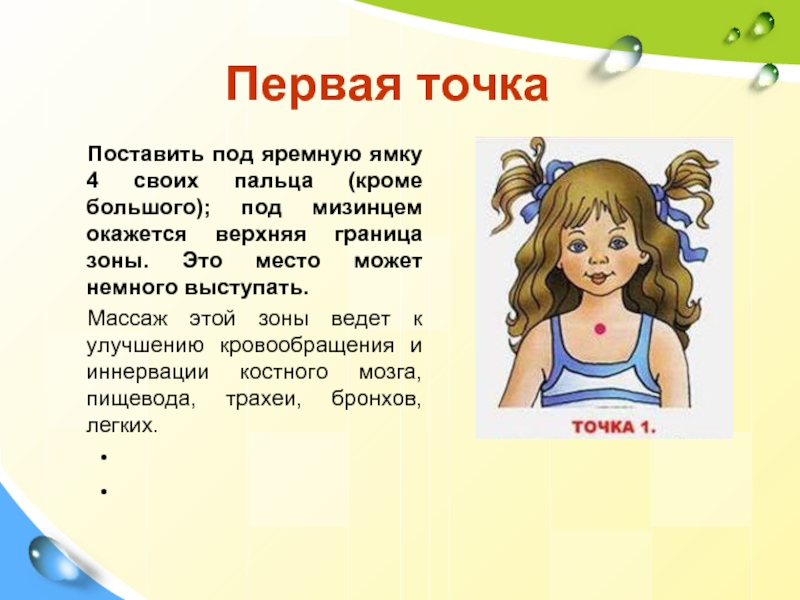 Первая точка
Поставить под яремную ямку
4 своих пальца (кроме
большого); под мизинцем
окажется верхняя граница
зоны. Это место может
немного выступать.
Массаж этой зоны ведет к
улучшению кровообращения и
иннервации костного мозга,
пищевода, трахеи, бронхов,
легких.
ТОЧКА 1.